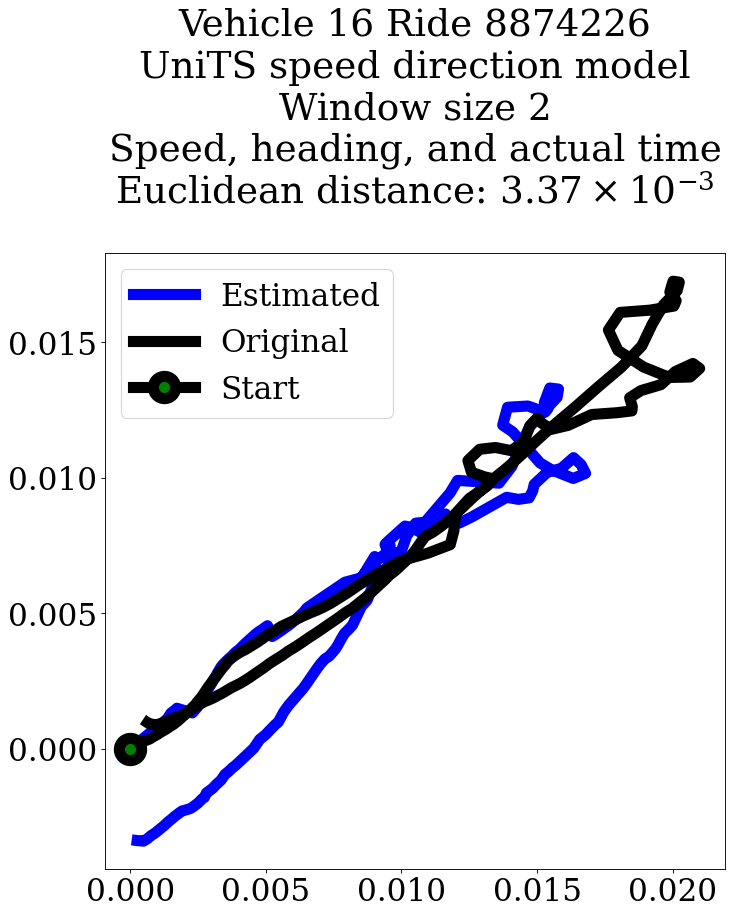 Vehicle 16 Ride 8874226
UniTS speed direction model
Window size 2
Speed, heading, and actual time
Euclidean distance: 3.37 × 10⁻³
Estimated
Original
Start
0.015
0.010
0.005
0.000
0.000 0.005 0.010 0.015 0.020